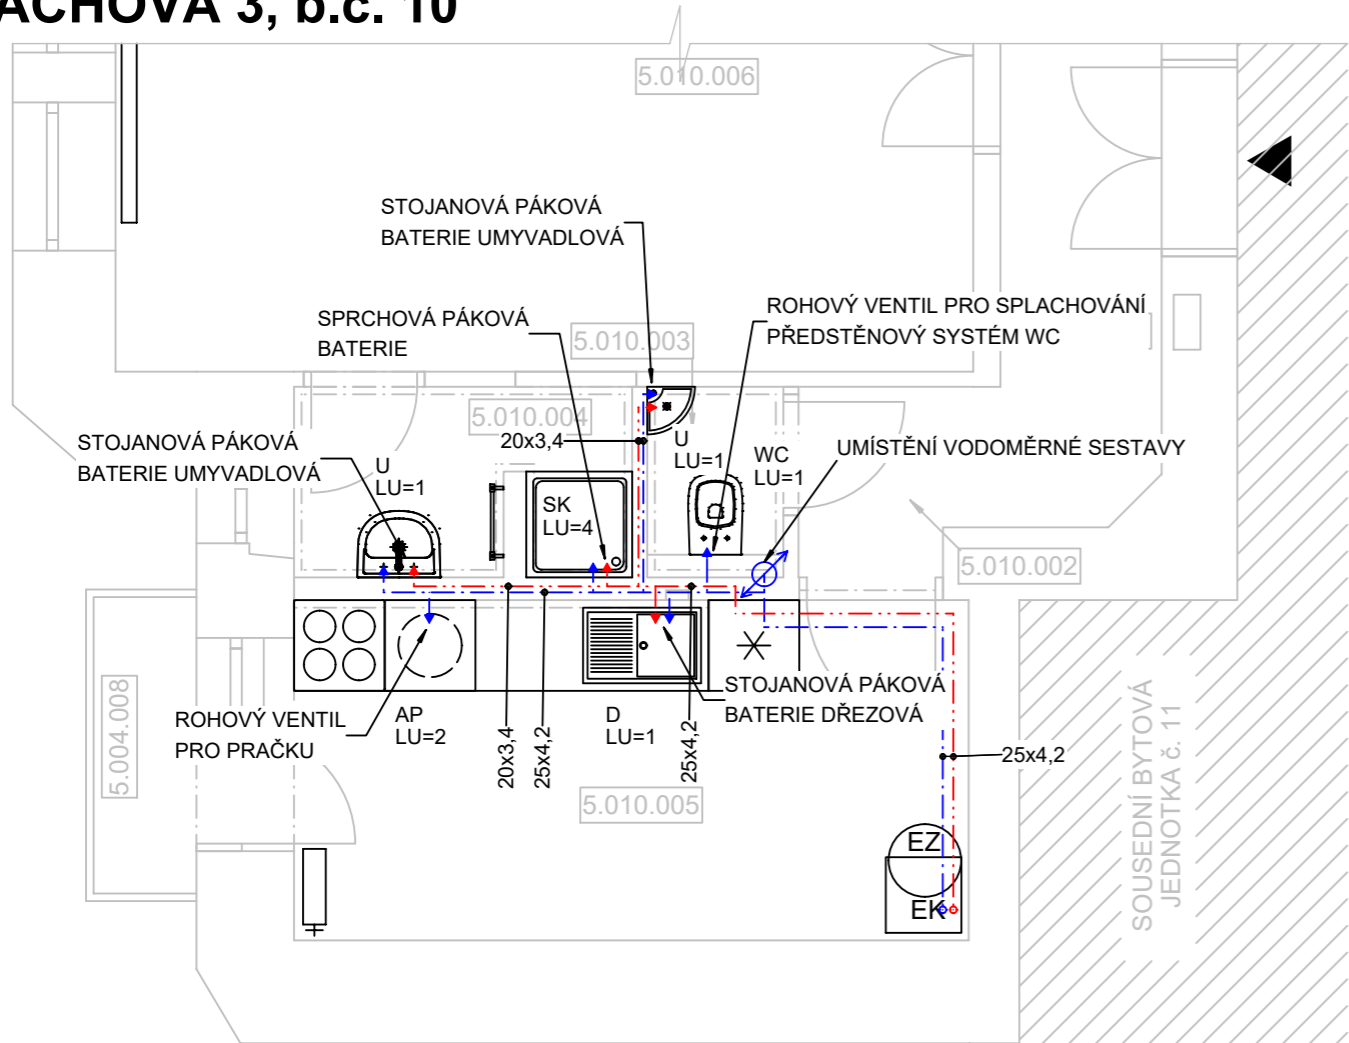 ACHOVA 3, b.č. 10
5.010.006
STOJANOVÁ PÁKOVÁ
BATERIE UMYVADLOVÁ
SPRCHOVÁ PÁKOVÁ
BATERIE
ROHOVÝ VENTIL PRO SPLACHOVÁNÍ
PŘEDSTĚNOVÝ SYSTÉM WC
5.010.003
5.010.004
20x3,4
STOJANOVÁ PÁKOVÁ
BATERIE UMYVADLOVÁ
U
LU=1
U
LU=1
WC
LU=1
UMÍSTĚNÍ VODOMĚRNÉ SESTAVY
SK
LU=4
5.010.002
5.004.008
ROHOVÝ VENTIL
PRO PRAČKU
AP
LU=2
20x3,4
25x4,2
D
LU=1
25x4,2
STOJANOVÁ PÁKOVÁ
BATERIE DŘEZOVÁ
25x4,2
5.010.005
EZ
EK
SOUSEDNÍ BYTOVÁ
JEDNOTKA č. 11